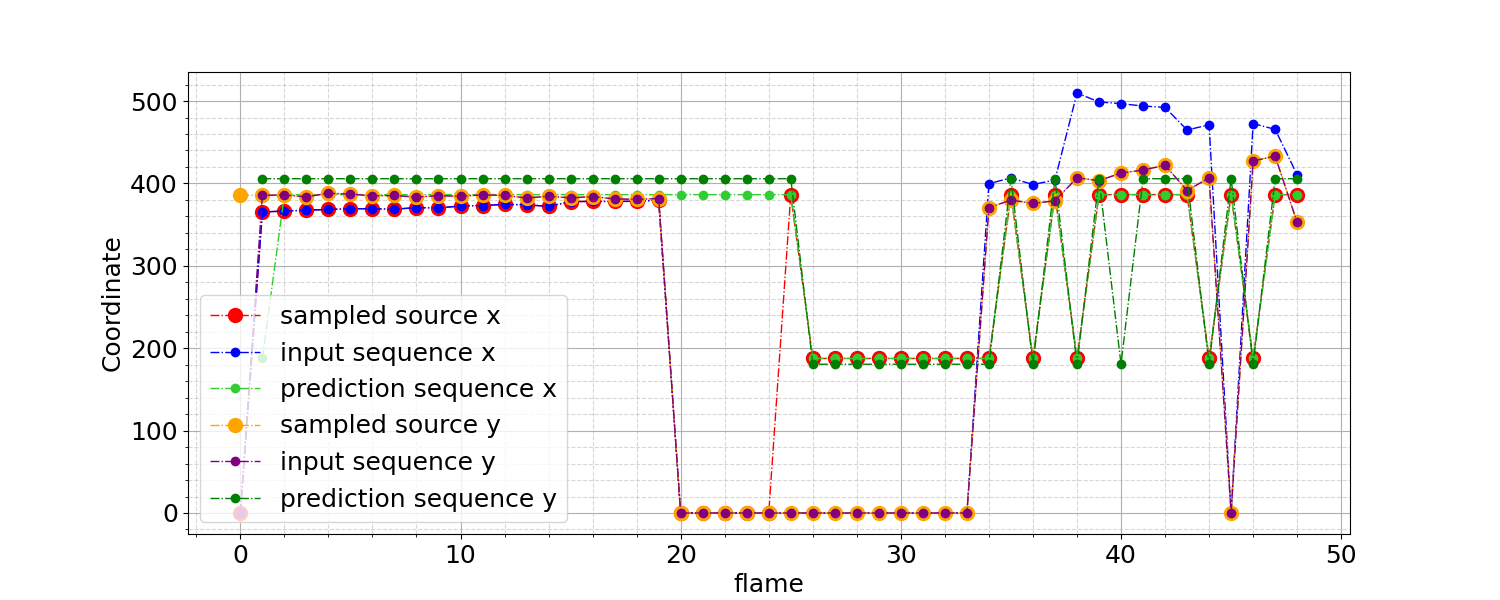 500
400
300
200
100
0
Coordinate
sampled source x
input sequence x
prediction sequence x
sampled source y
input sequence y
prediction sequence y
0 10 20 30 40 50
flame